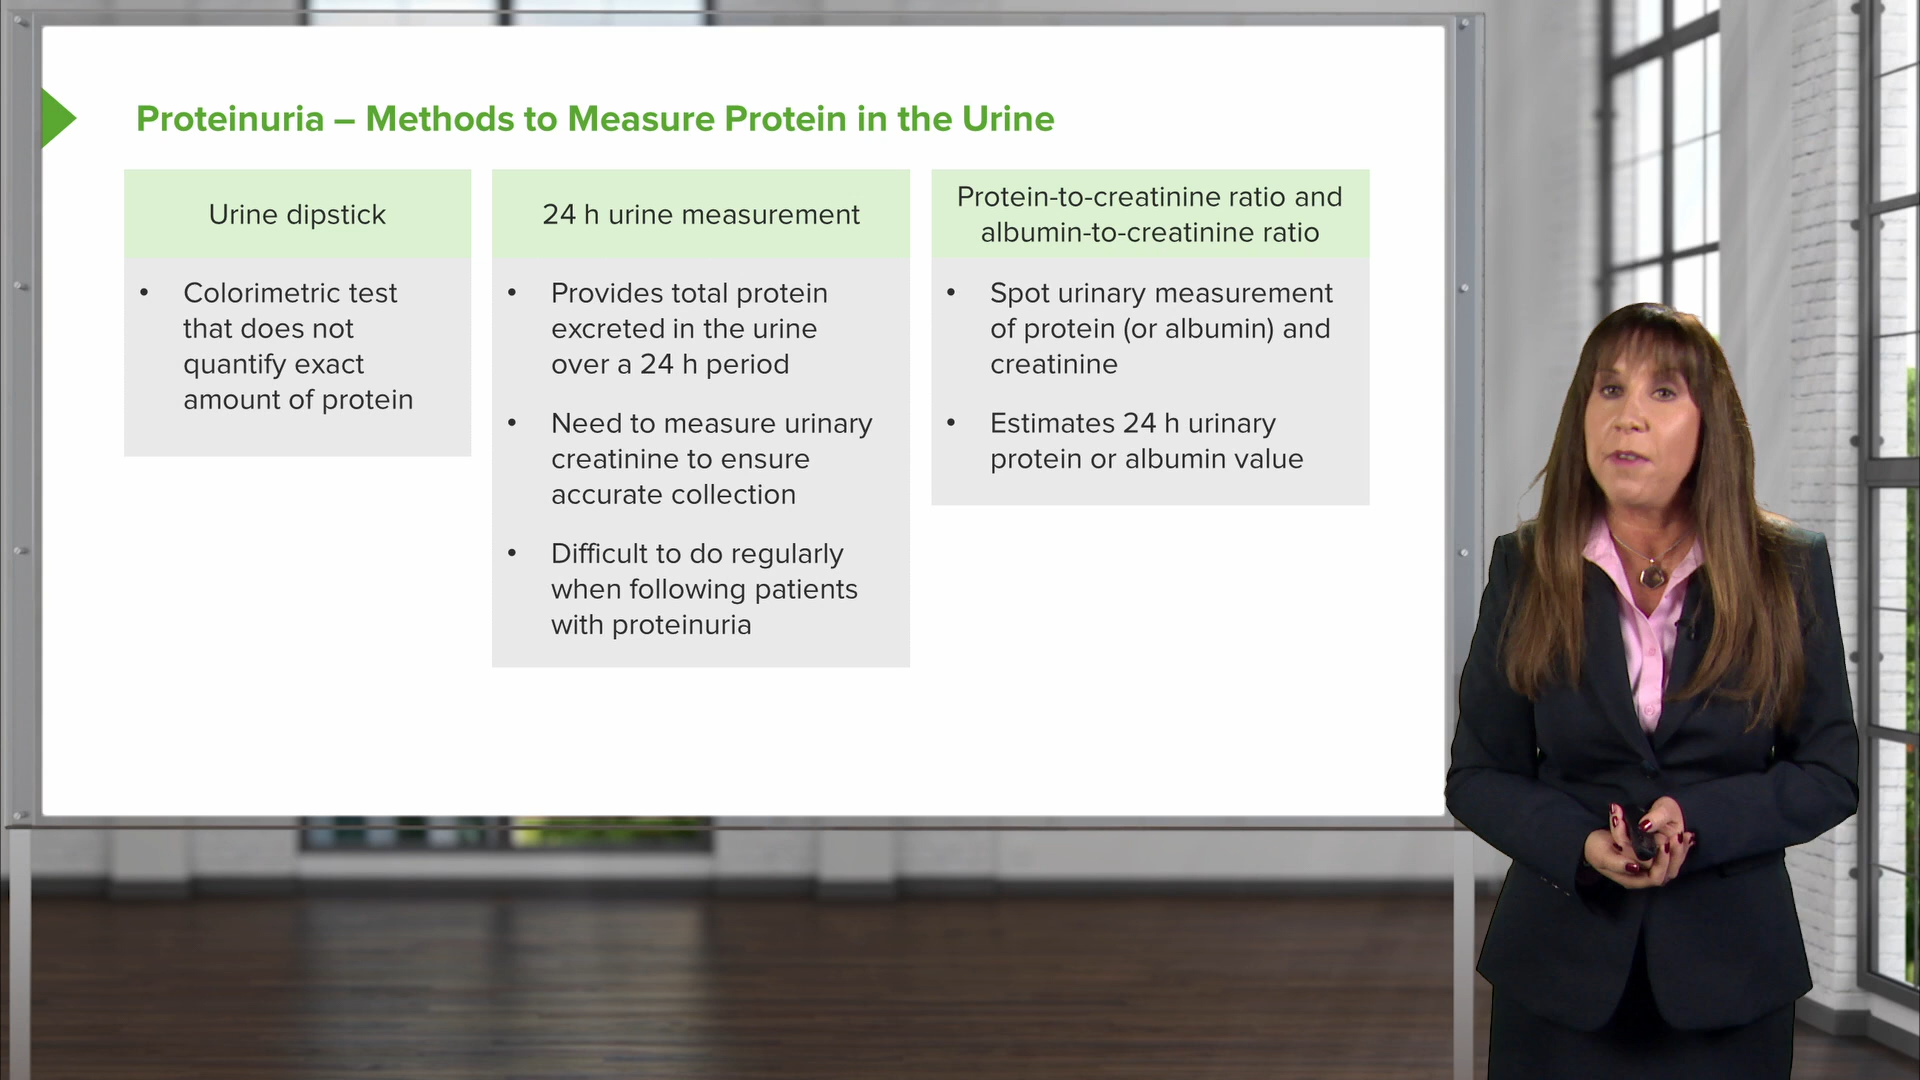 Proteinuria – Methods to Measure Protein in the Urine
Urine dipstick
• Colorimetric test
that does not
quantify exact
amount of protein
24 h urine measurement
• Provides total protein
excreted in the urine
over a 24 h period
• Need to measure urinary
creatinine to ensure
accurate collection
• Difficult to do regularly
when following patients
with proteinuria
Protein-to-creatinine ratio and
albumin-to-creatinine ratio
• Spot urinary measurement
of protein (or albumin) and
creatinine
• Estimates 24 h urinary
protein or albumin value